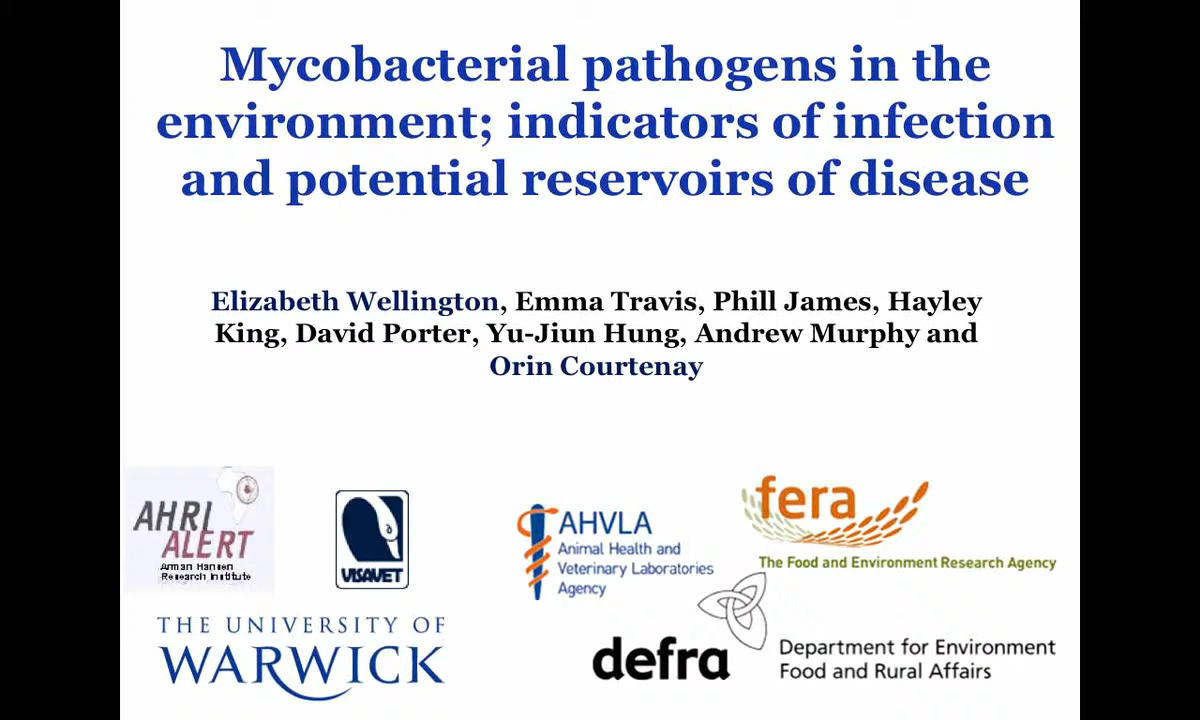 Mycobacterial pathogens in the
environment; indicators of infection
and potential reservoirs of disease
Elizabeth Wellington, Emma Travis, Phill James, Hayley
King, David Porter, Yu-Jiun Hung, Andrew Murphy and
Orin Courtenay
AHRI
ALERT
Arman Hansen
Research Institute
VISAVET
AHVLA
Animal Health and
Veterinary Laboratories
Agency
fera
The Food and Environment Research Agency
THE UNIVERSITY OF
WARWICK
defra
Department for Environment
Food and Rural Affairs